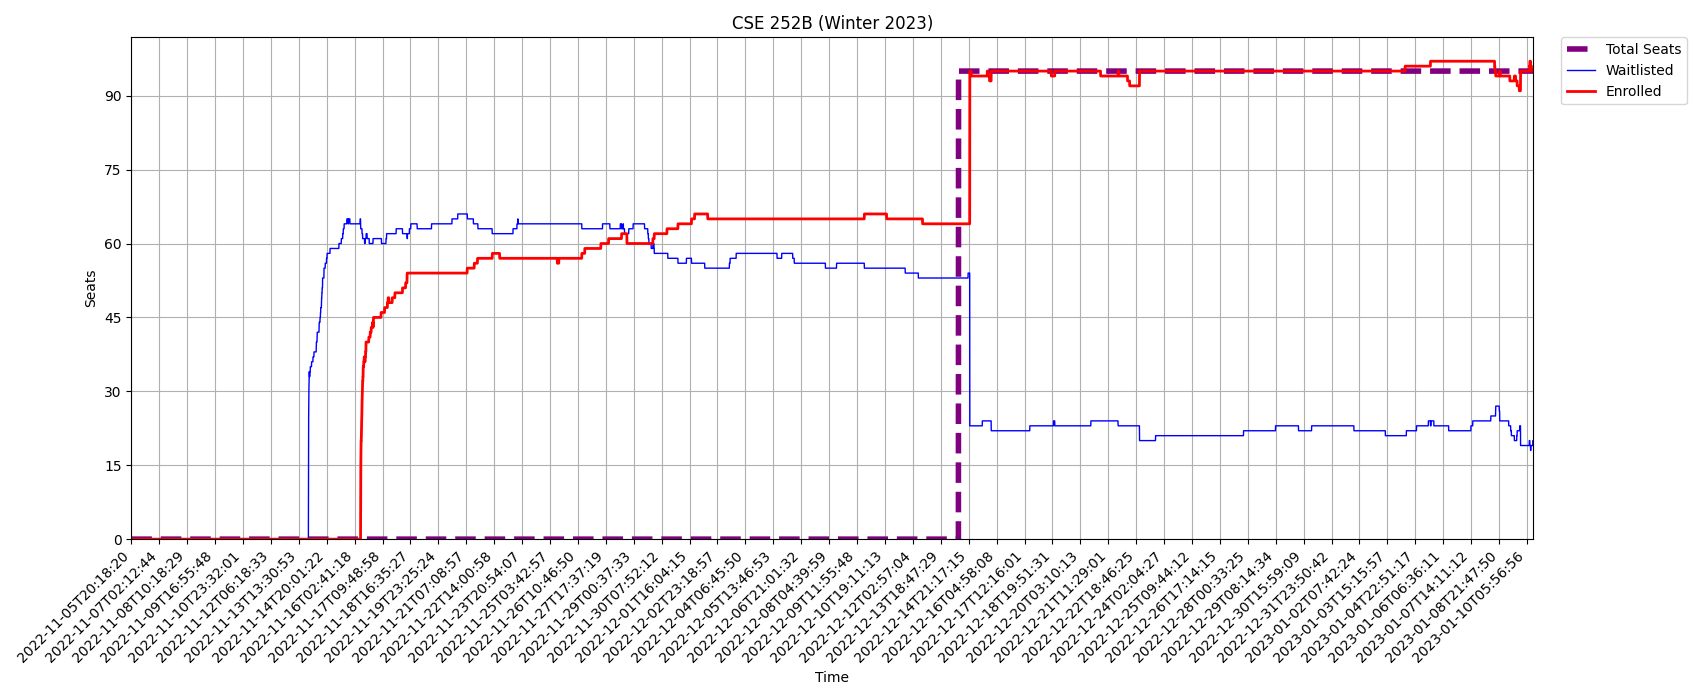 CSE 252B (Winter 2023)
Total Seats
Waitlisted
Enrolled
Seats
90
75
60
45
30
15
0
2022-11-05T20:18:20
2022-11-07T02:12:44
2022-11-08T10:18:29
2022-11-09T16:55:48
2022-11-10T23:32:01
2022-11-12T06:18:33
2022-11-13T13:30:53
2022-11-14T20:01:22
2022-11-16T02:41:18
2022-11-17T09:48:58
2022-11-18T16:35:27
2022-11-19T23:25:24
2022-11-21T07:08:57
2022-11-22T14:00:58
2022-11-23T20:54:07
2022-11-25T03:42:57
2022-11-26T10:46:50
2022-11-27T17:37:19
2022-11-29T00:37:33
2022-11-30T07:52:12
2022-12-01T16:04:15
2022-12-02T23:18:57
2022-12-04T06:45:50
2022-12-05T13:46:53
2022-12-06T21:01:32
2022-12-08T04:39:59
2022-12-09T11:55:48
2022-12-10T19:11:13
2022-12-12T02:57:04
2022-12-13T18:47:29
2022-12-14T21:17:15
2022-12-16T04:58:08
2022-12-17T12:16:01
2022-12-18T19:51:31
2022-12-20T03:10:13
2022-12-21T11:29:01
2022-12-22T18:46:25
2022-12-24T02:04:27
2022-12-25T09:44:12
2022-12-26T17:14:15
2022-12-28T00:33:25
2022-12-29T08:14:34
2022-12-30T15:59:09
2022-12-31T23:50:42
2023-01-02T07:42:24
2023-01-03T15:15:57
2023-01-04T22:51:17
2023-01-06T06:36:11
2023-01-07T14:11:12
2023-01-08T21:47:50
2023-01-10T05:56:56
Time